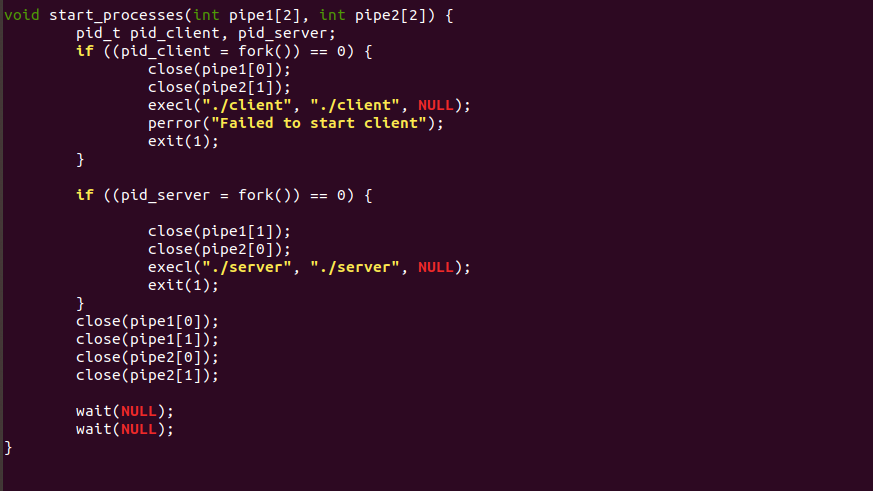 void start_processes(int pipe1[2], int pipe2[2]) {
        pid_t pid_client, pid_server;
        if ((pid_client = fork()) == 0) {
                close(pipe1[0]);
                close(pipe2[1]);
                execl("./client", "./client", NULL);
                perror("Failed to start client");
                exit(1);
        }

        if ((pid_server = fork()) == 0) {

                close(pipe1[1]);
                close(pipe2[0]);
                execl("./server", "./server", NULL);
                exit(1);
        }
        close(pipe1[0]);
        close(pipe1[1]);
        close(pipe2[0]);
        close(pipe2[1]);

        wait(NULL);
        wait(NULL);
}